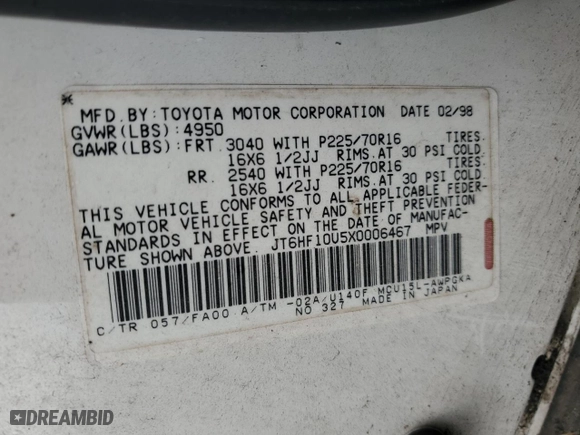 MFD. BY: TOYOTA MOTOR CORPORATION DATE 02/98
GVWR(LBS): 4950
GAWR(LBS): FRT. 3040 WITH P225/70R16 TIRES.
16X6 1/2JJ RIMS.AT 30 PSI COLD.
RR. 2540 WITH P225/70R16 TIRES.
16X6 1/2JJ RIMS.AT 30 PSI COLD.
THIS VEHICLE CONFORMS TO ALL APPLICABLE FEDER-
AL MOTOR VEHICLE SAFETY AND THEFT PREVENTION
STANDARDS IN EFFECT ON THE DATE OF MANUFAC-
TURE SHOWN ABOVE. JT6HF10U5X0006467 MPV
C/TR 057/FA00 A/TM -02A/U140F MCU15L-AWPGKA
NO 327 MADE IN JAPAN
DREAMBID